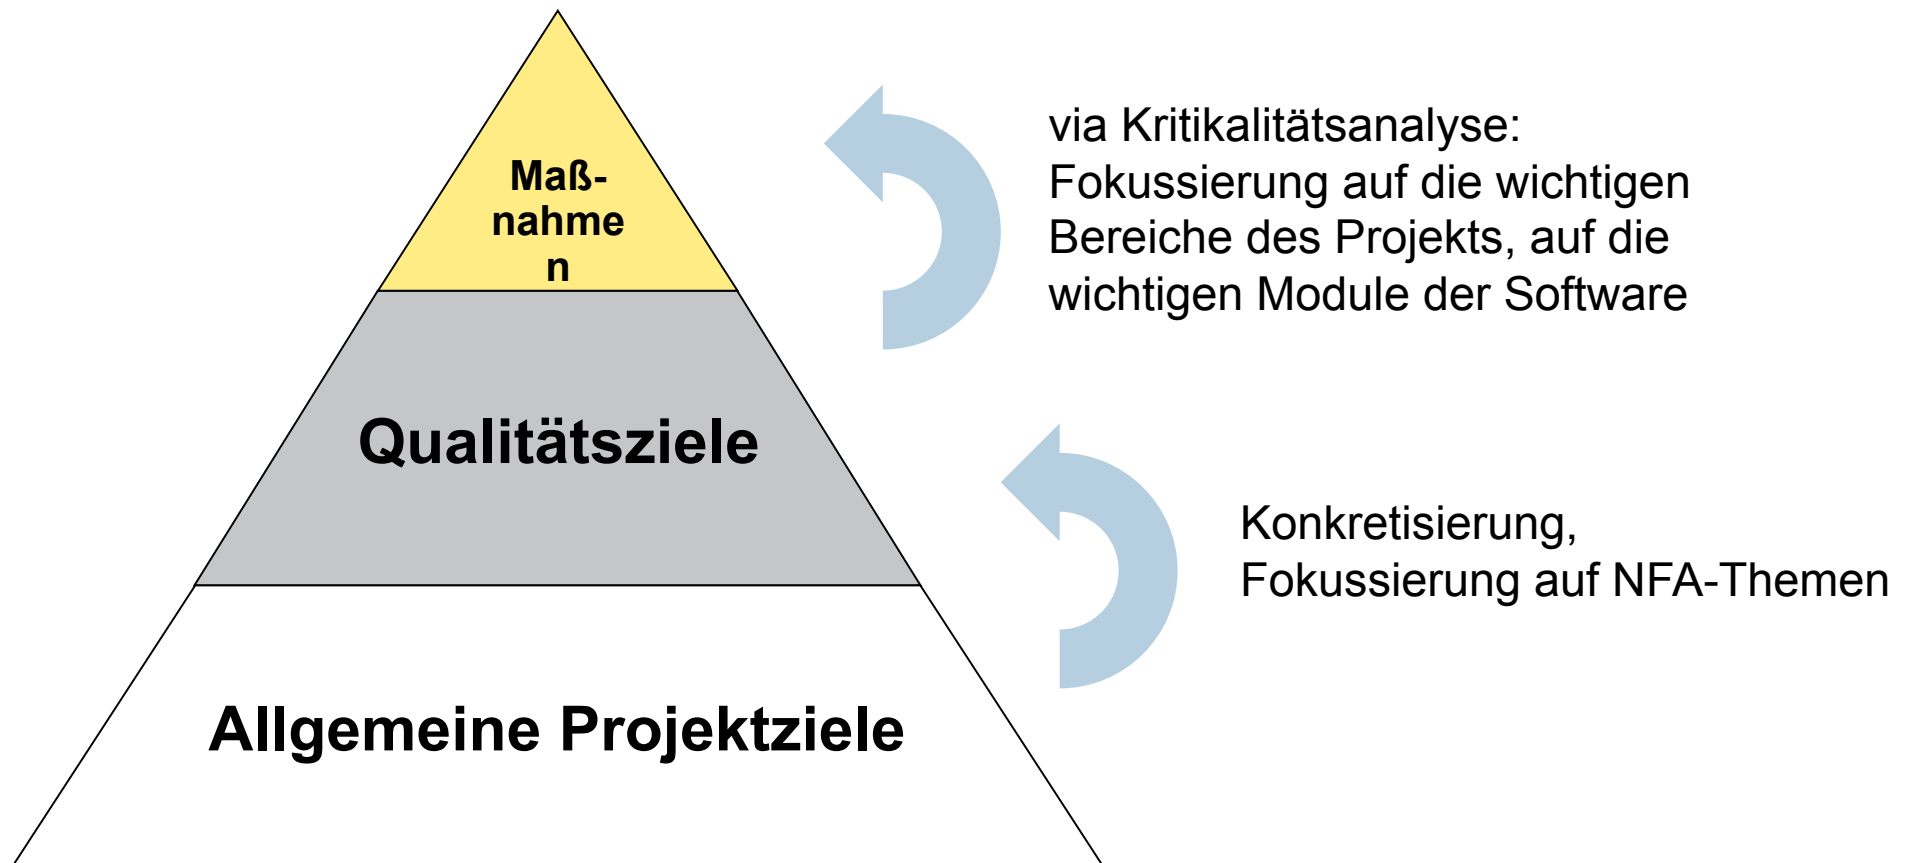 Maß-
nahme
n
via Kritikalitätsanalyse:
Fokussierung auf die wichtigen
Bereiche des Projekts, auf die
wichtigen Module der Software
Qualitätsziele
Konkretisierung,
Fokussierung auf NFA-Themen
Allgemeine Projektziele